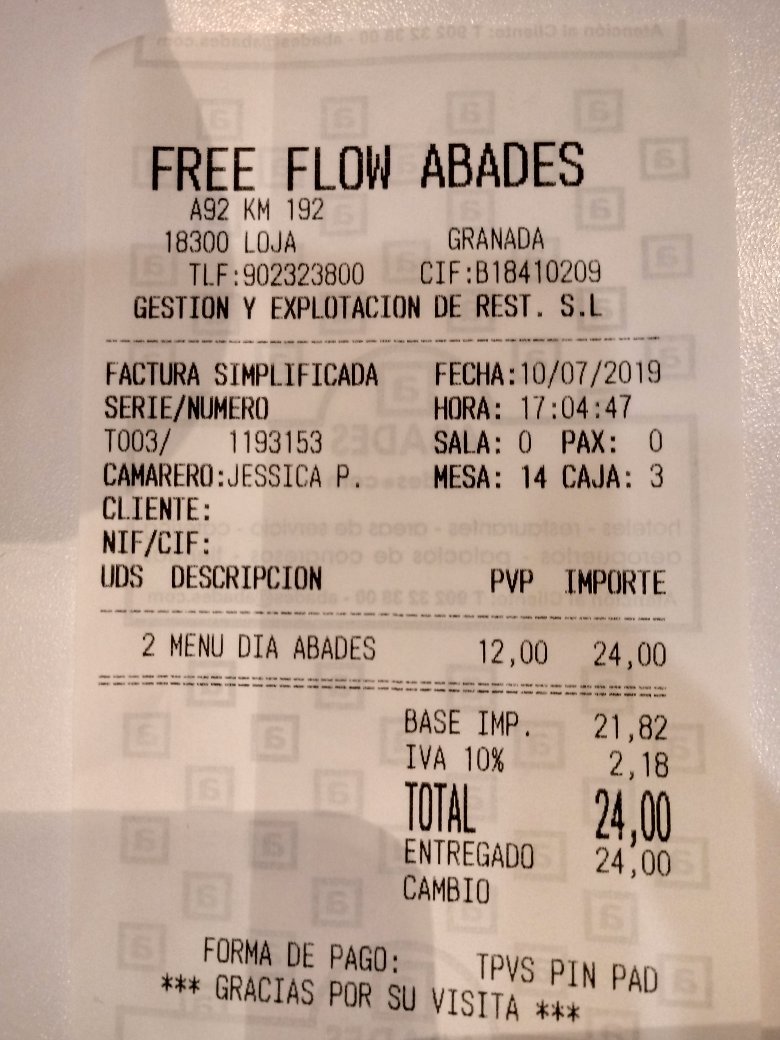 FREE FLOW ABADES
A92 KM 192
18300 LOJA GRANADA
TLF:902323800 CIF:B18410209
GESTION Y EXPLOTACION DE REST. S.L
FACTURA SIMPLIFICADA FECHA:10/07/2019
SERIE/NUMERO HORA: 17:04:47
T003/ 1193153 SALA: 0 PAX: 0
CAMARERO:JESSICA P. MESA: 14 CAJA: 3
CLIENTE:
NIF/CIF:
UDS DESCRIPCION PVP IMPORTE
2 MENU DIA ABADES 12,00 24,00
BASE IMP. 21,82
IVA 10% 2,18
TOTAL 24,00
ENTREGADO 24,00
CAMBIO
FORMA DE PAGO: TPVS PIN PAD
*** GRACIAS POR SU VISITA ***